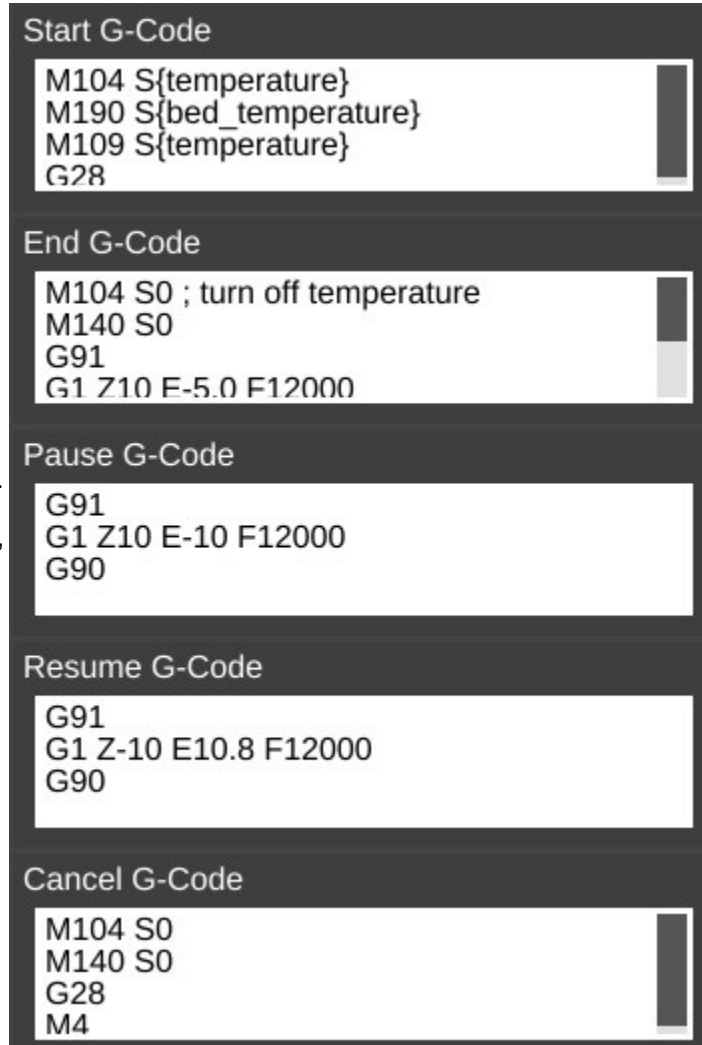 Start G-Code
M104 S{temperature}
M190 S{bed_temperature}
M109 S{temperature}
G28
End G-Code
M104 S0 ; turn off temperature
M140 S0
G91
G1 Z10 E-5.0 F12000
Pause G-Code
G91
G1 Z10 E-10 F12000
G90
Resume G-Code
G91
G1 Z-10 E10.8 F12000
G90
Cancel G-Code
M104 S0
M140 S0
G28